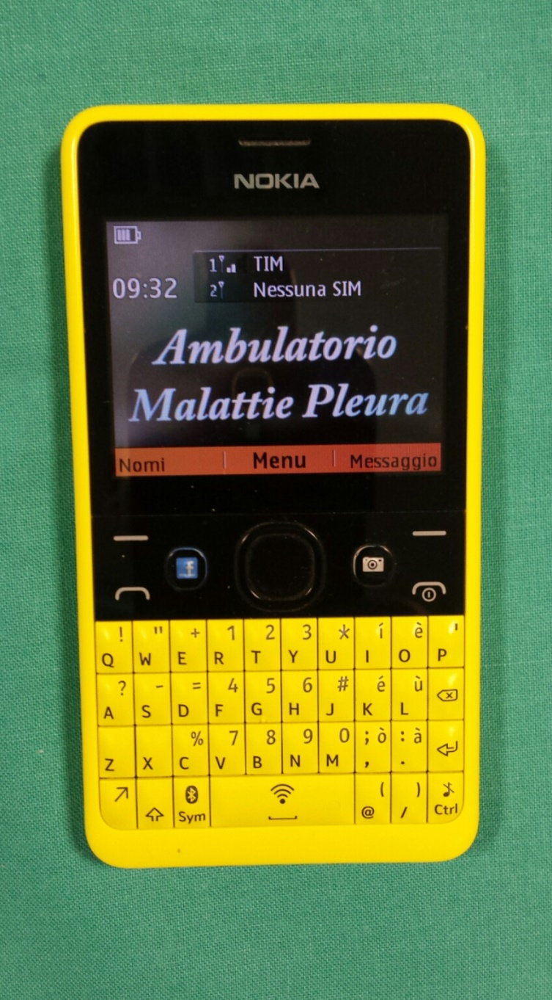 NOKIA
1 TIM
09:32
2 Nessuna SIM
Ambulatorio
Malattie Pleura
Nomi Menu Messaggio
f
! " + 1 2 3 * í è '
Q W E R T Y U I O P
? - = 4 5 6 # é ù
A S D F G H J K L
% 7 8 9 0 ; ò : à
Z X C V B N M , .
( )
Sym @ / Ctrl